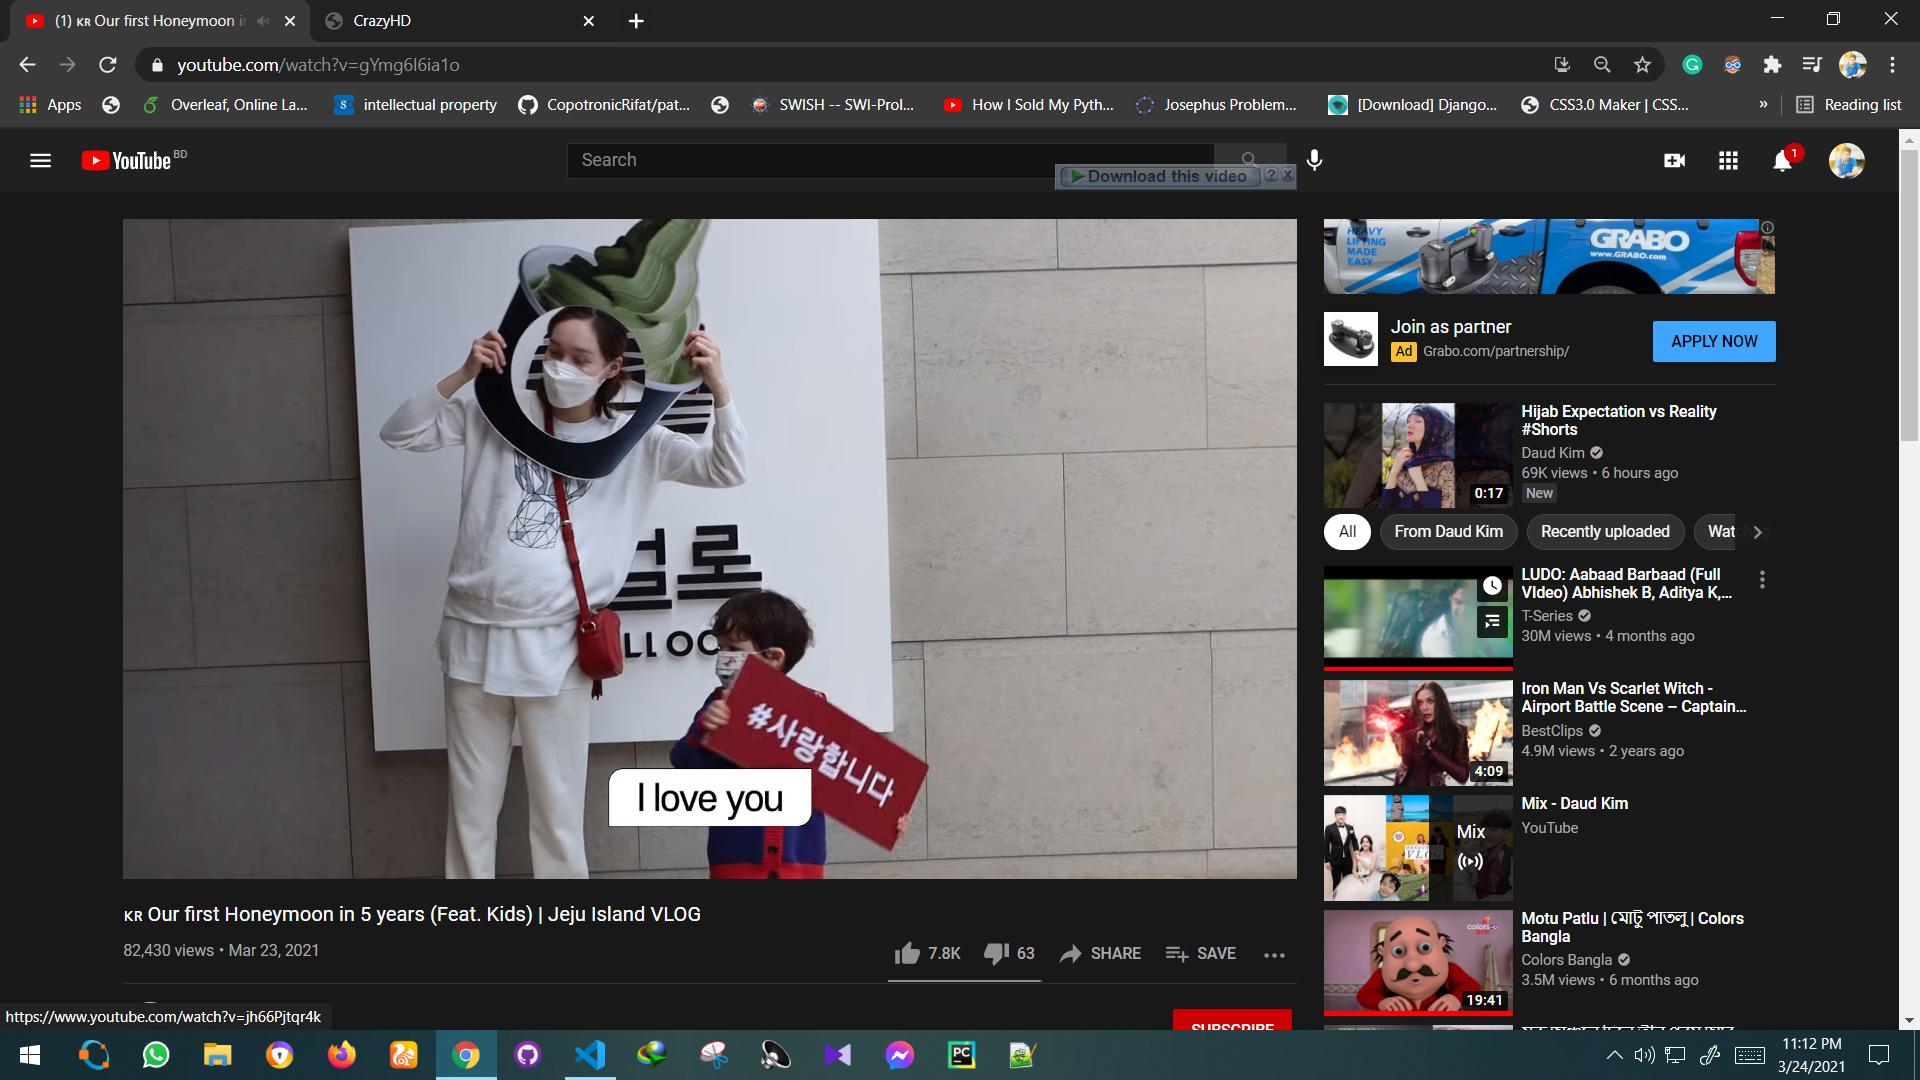 (1) ᴋʀ Our first Honeymoon in
CrazyHD
youtube.com/watch?v=gYmg6l6ia1o
Apps
Overleaf, Online La...
intellectual property
CopotronicRifat/pat...
SWISH -- SWI-Prol...
How I Sold My Pyth...
Josephus Problem...
[Download] Django...
CSS3.0 Maker | CSS...
»
Reading list
YouTube BD
Search
Download this video ? X
1
HEAVY LIFTING MADE EASY
GRABO
www.GRABO.com
Join as partner
Ad Grabo.com/partnership/
APPLY NOW
Hijab Expectation vs Reality
#Shorts
Daud Kim
69K views • 6 hours ago
New
0:17
All
From Daud Kim
Recently uploaded
LUDO: Aabaad Barbaad (Full
VIdeo) Abhishek B, Aditya K,...
T-Series
30M views • 4 months ago
Iron Man Vs Scarlet Witch -
Airport Battle Scene – Captain...
BestClips
4.9M views • 2 years ago
4:09
Mix - Daud Kim
YouTube
Mix
Motu Patlu | মোটু পাতলু | Colors
Bangla
Colors Bangla
3.5M views • 6 months ago
19:41
colors
#사랑합니다
I love you
ᴋʀ Our first Honeymoon in 5 years (Feat. Kids) | Jeju Island VLOG
82,430 views • Mar 23, 2021
7.8K
63
SHARE
SAVE
SUBSCRIBE
https://www.youtube.com/watch?v=jh66Pjtqr4k
PC
11:12 PM
3/24/2021